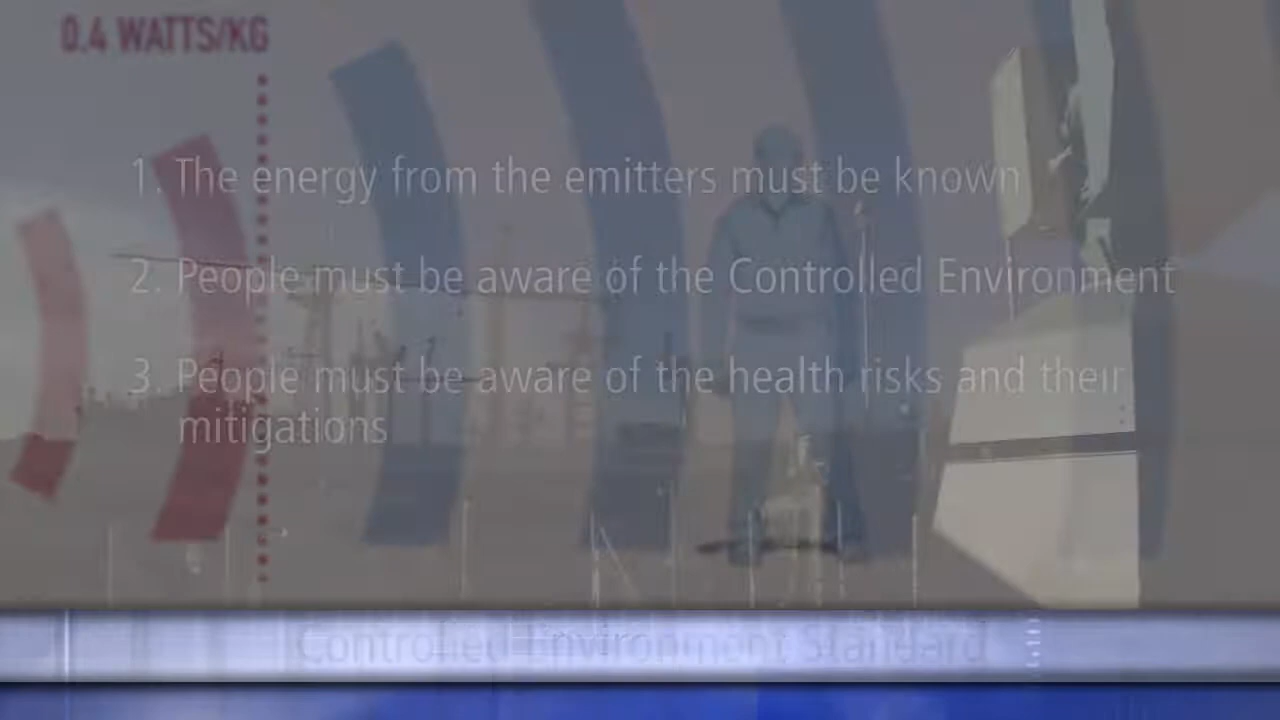 0.4 WATTS/KG
1. The energy from the emitters must be known
2. People must be aware of the Controlled Environment
3. People must be aware of the health risks and their
mitigations
Controlled Environment Standard